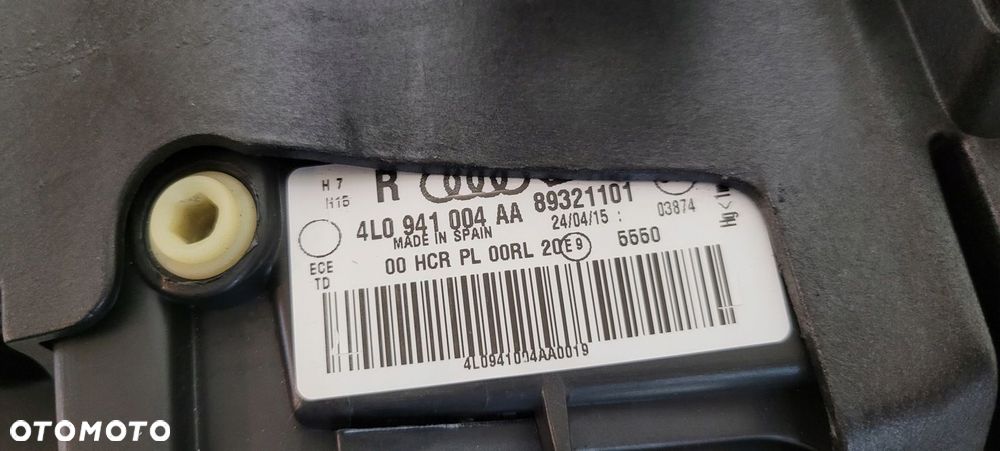 H7
H15
R
4L0 941 004 AA 89321101
MADE IN SPAIN 24/04/15 : 03874
00 HCR PL 00RL 20 E9 5550
ECE
TD
4L0941004AA0019
OTOMOTO